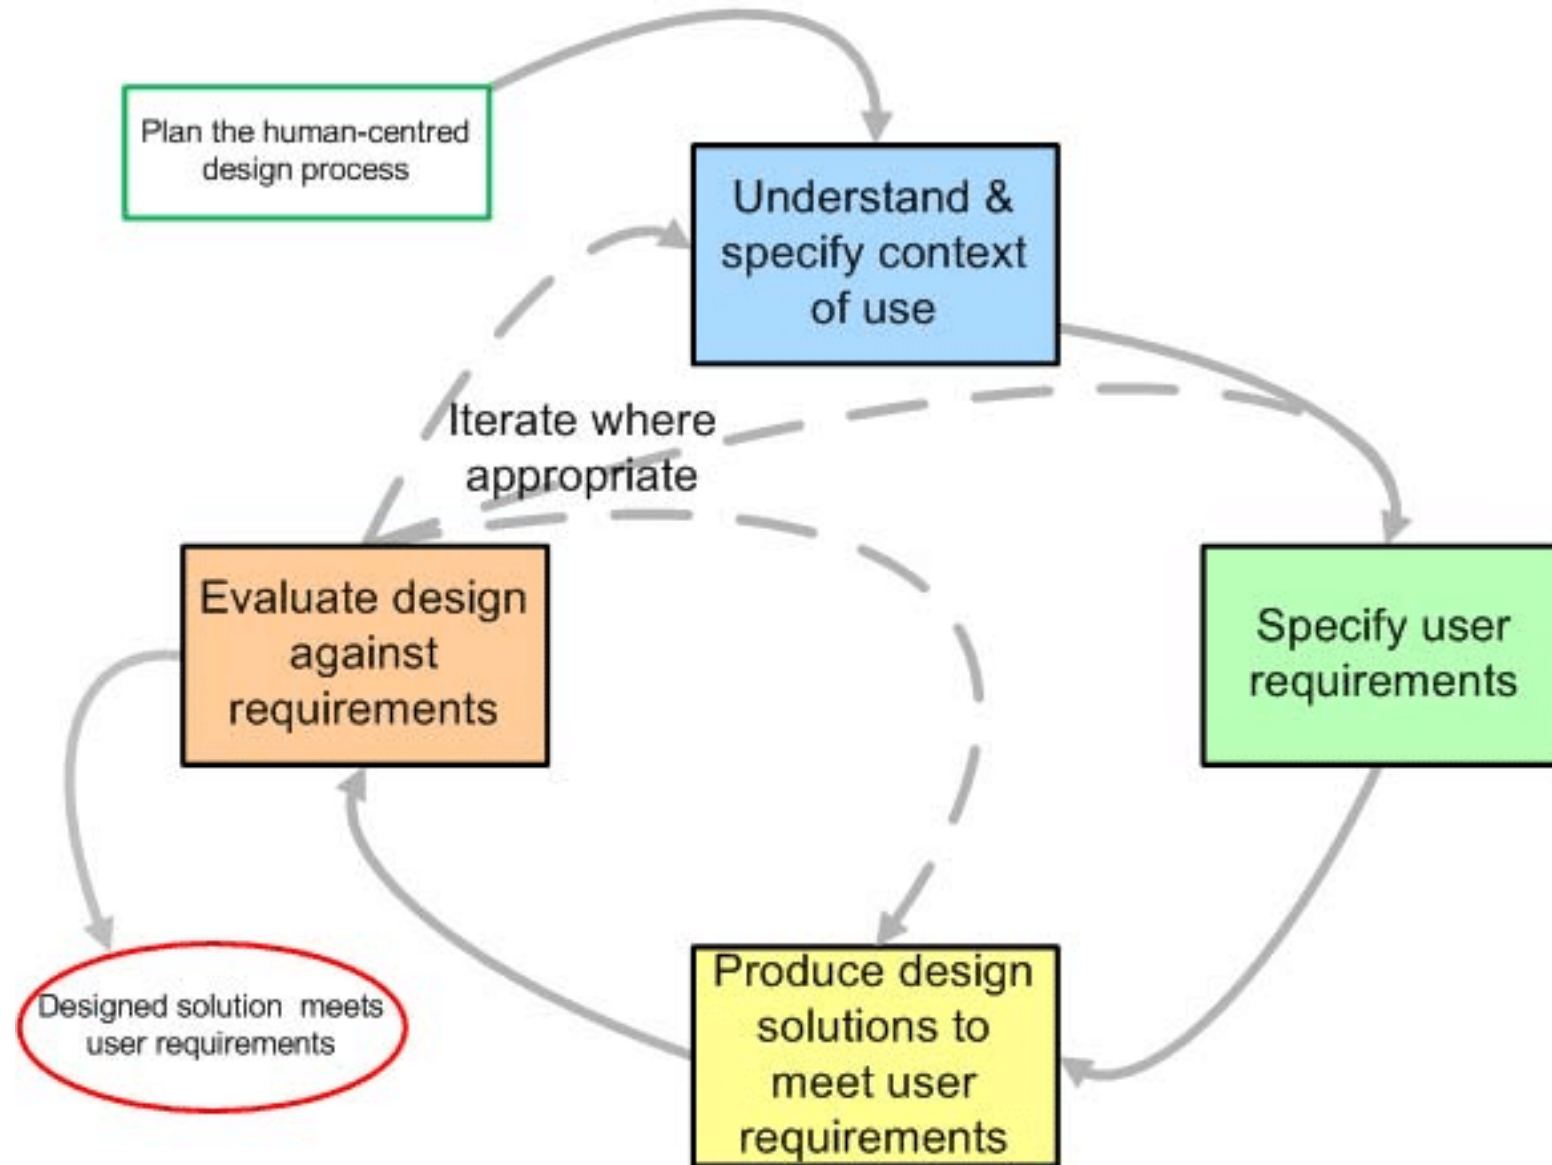 Plan the human-centred
design process
Understand &
specify context
of use
Iterate where
appropriate
Evaluate design
against
requirements
Specify user
requirements
Designed solution  meets
user requirements
Produce design
solutions to
meet user
requirements